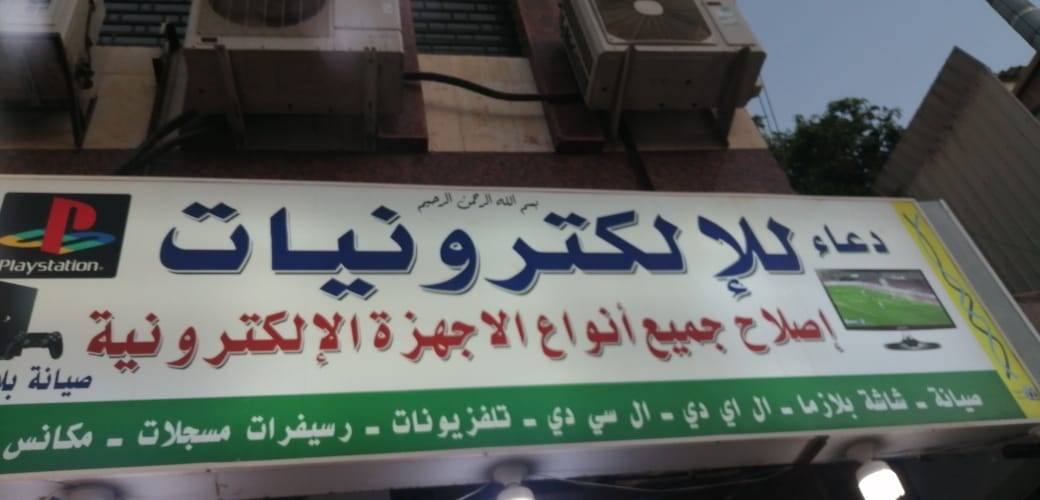 بسم الله الرحمن الرحيم
دعاء للإلكترونيات
Playstation
إصلاح جميع أنواع الاجهزة الإلكترونية
صيانة
صيانة - شاشة بلازما - ال اي دي - ال سي دي - تلفزيونات - رسيفرات مسجلات - مكانس